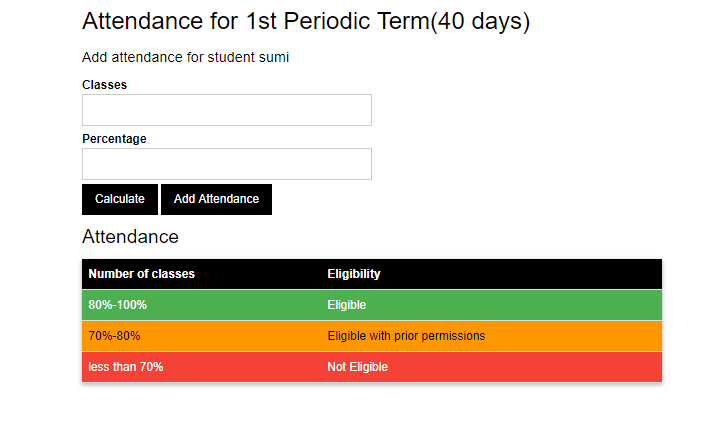 Attendance for 1st Periodic Term(40 days)
Add attendance for student sumi
Classes
Percentage
Calculate Add Attendance
Attendance
Number of classes Eligibility
80%-100% Eligible
70%-80% Eligible with prior permissions
less than 70% Not Eligible